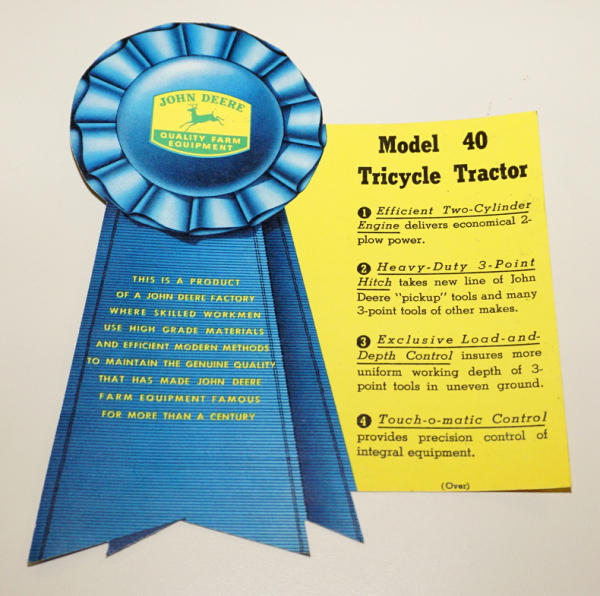 JOHN DEERE
QUALITY FARM
EQUIPMENT
THIS IS A PRODUCT
OF A JOHN DEERE FACTORY
WHERE SKILLED WORKMEN
USE HIGH GRADE MATERIALS
AND EFFICIENT MODERN METHODS
TO MAINTAIN THE GENUINE QUALITY
THAT HAS MADE JOHN DEERE
FARM EQUIPMENT FAMOUS
FOR MORE THAN A CENTURY
Model 40
Tricycle Tractor
1 Efficient Two-Cylinder
Engine delivers economical 2-
plow power.
2 Heavy-Duty 3-Point
Hitch takes new line of John
Deere "pickup" tools and many
3-point tools of other makes.
3 Exclusive Load-and-
Depth Control insures more
uniform working depth of 3-
point tools in uneven ground.
4 Touch-o-matic Control
provides precision control of
integral equipment.
(Over)